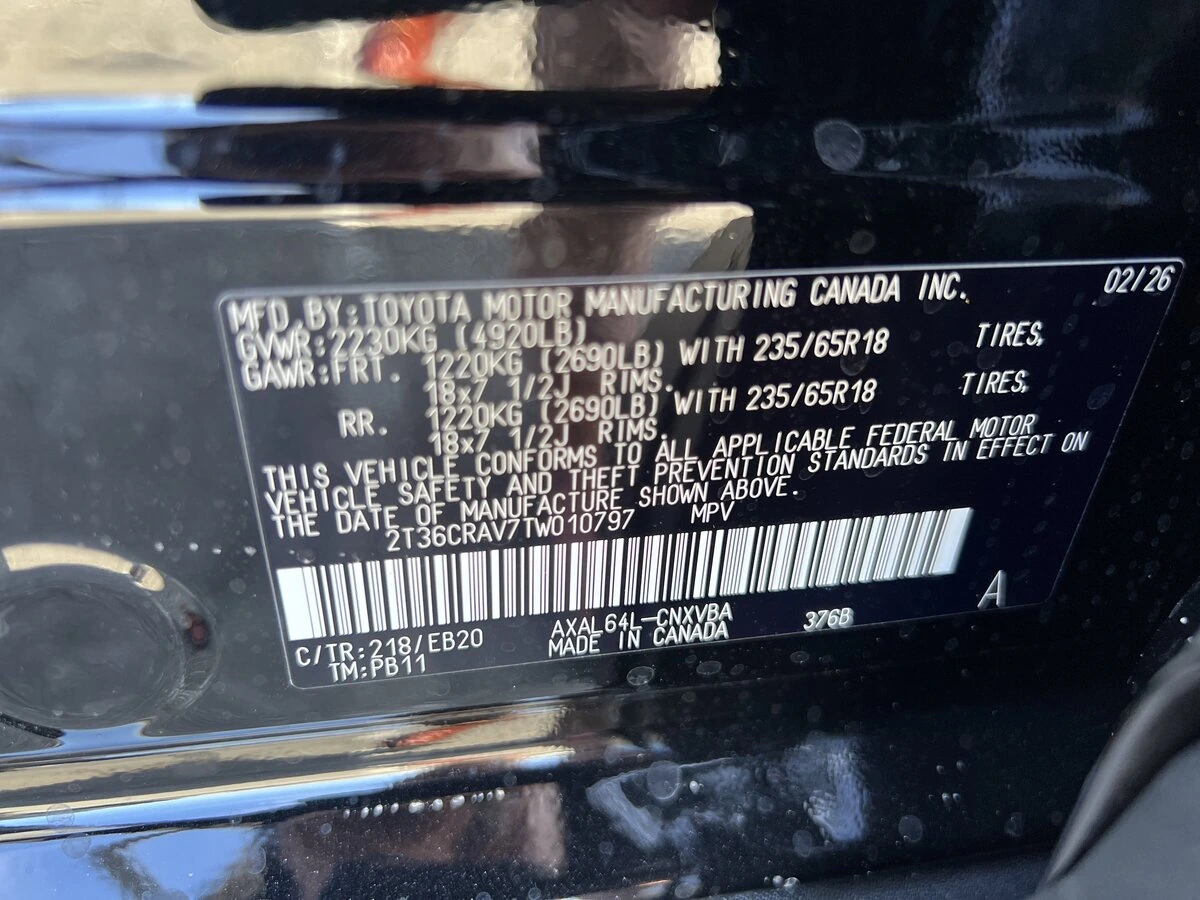 MFD. BY: TOYOTA MOTOR MANUFACTURING CANADA INC. 02/26
GVWR: 2230KG (4920LB)
GAWR: FRT. 1220KG (2690LB) WITH 235/65R18 TIRES,
18x7 1/2J RIMS.
RR. 1220KG (2690LB) WITH 235/65R18 TIRES,
18x7 1/2J RIMS.
THIS VEHICLE CONFORMS TO ALL APPLICABLE FEDERAL MOTOR
VEHICLE SAFETY AND THEFT PREVENTION STANDARDS IN EFFECT ON
THE DATE OF MANUFACTURE SHOWN ABOVE.
2T36CRAV7TW010797 MPV
C/TR:218/EB20 AXAL64L-CNXVBA 376B A
TM:PB11 MADE IN CANADA